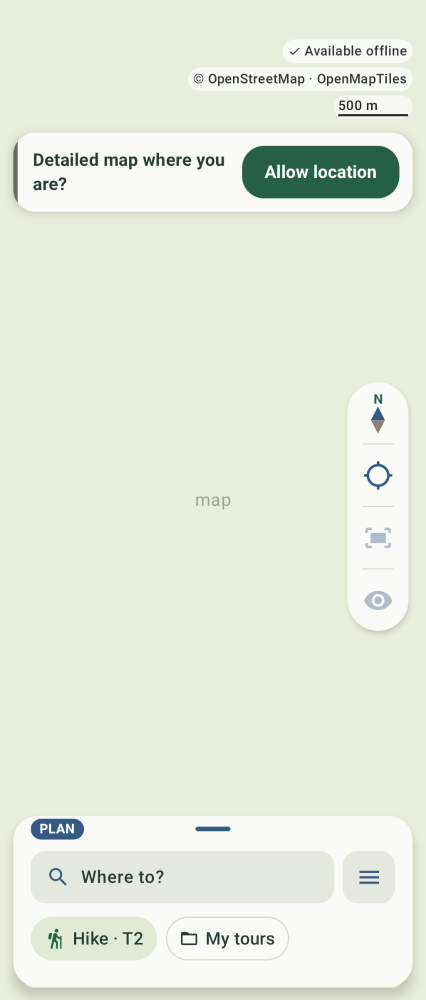 ✓ Available offline
© OpenStreetMap · OpenMapTiles
500 m
Detailed map where you
are?
Allow location
N
map
PLAN
Where to?
Hike · T2
My tours